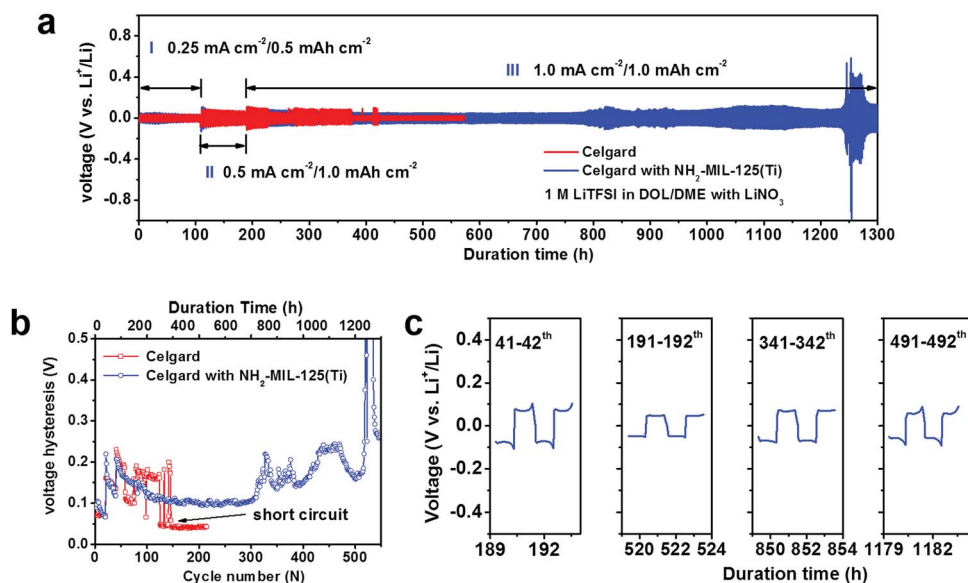 a
I 0.25 mA cm⁻²/0.5 mAh cm⁻²
III 1.0 mA cm⁻²/1.0 mAh cm⁻²
II 0.5 mA cm⁻²/1.0 mAh cm⁻²
Celgard
Celgard with NH₂-MIL-125(Ti)
1 M LiTFSI in DOL/DME with LiNO₃
voltage (V vs. Li⁺/Li)
0.8
0.4
0.0
-0.4
-0.8
0 100 200 300 400 500 600 700 800 900 1000 1100 1200 1300
Duration time (h)
b
Duration Time (h)
0 200 400 600 800 1000 1200
Celgard
Celgard with NH₂-MIL-125(Ti)
short circuit
voltage hysteresis (V)
0.5
0.4
0.3
0.2
0.1
0.0
0 50 100 150 200 250 300 350 400 450 500
Cycle number (N)
c
41-42ᵗʰ
191-192ᵗʰ
341-342ᵗʰ
491-492ᵗʰ
Voltage (V vs. Li⁺/Li)
0.4
0.2
0.0
-0.2
-0.4
189 192
520 522 524
850 852 854
1179 1182
Duration time (h)